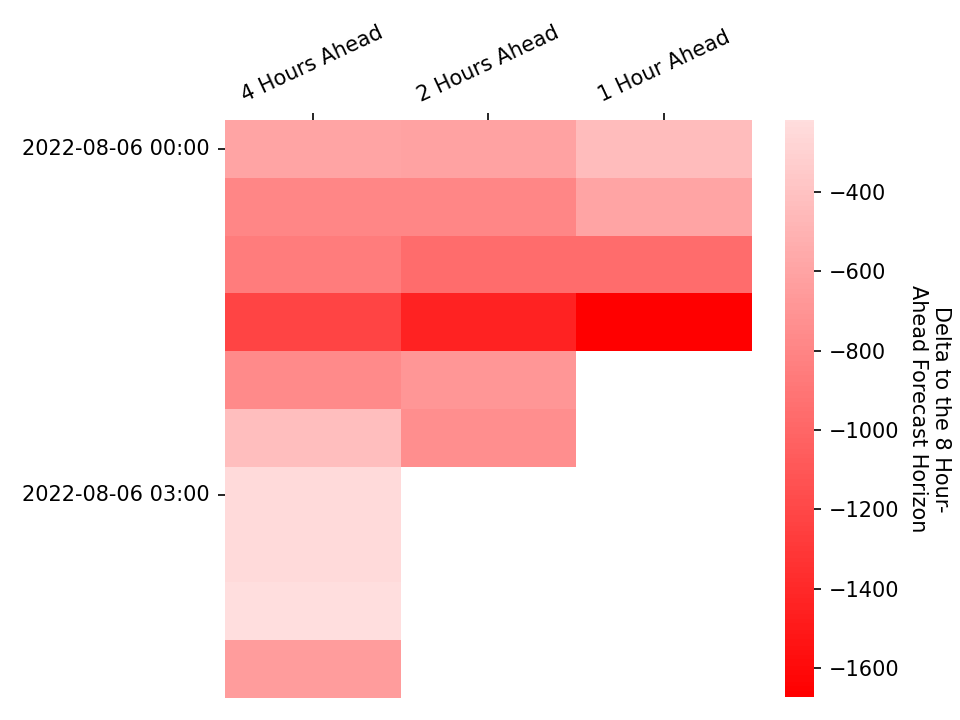 4 Hours Ahead
2 Hours Ahead
1 Hour Ahead
2022-08-06 00:00
2022-08-06 03:00
−400
−600
−800
−1000
−1200
−1400
−1600
Delta to the 8 Hour-
Ahead Forecast Horizon